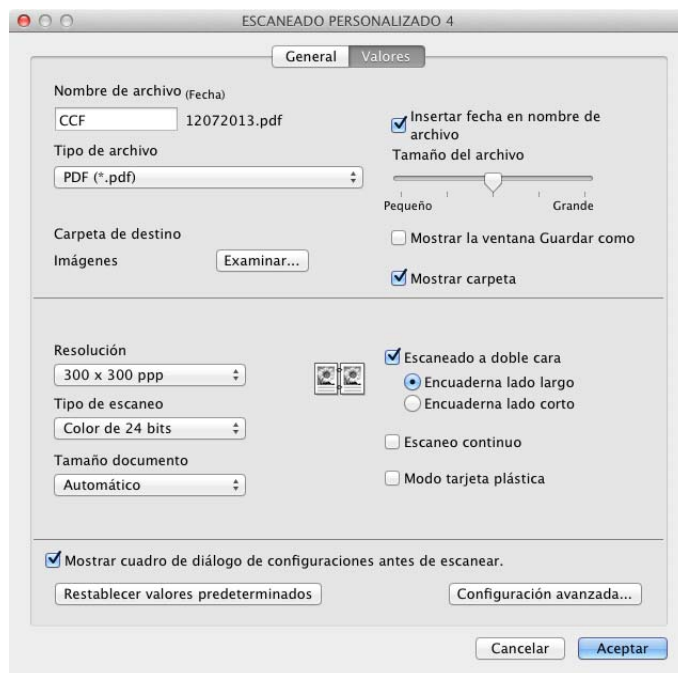 ESCANEADO PERSONALIZADO 4
General Valores
Nombre de archivo (Fecha)
CCF 12072013.pdf
Insertar fecha en nombre de
archivo
Tipo de archivo
PDF (*.pdf)
Tamaño del archivo
Pequeño Grande
Carpeta de destino
Imágenes Examinar...
Mostrar la ventana Guardar como
Mostrar carpeta
Resolución
300 x 300 ppp
Tipo de escaneo
Color de 24 bits
Tamaño documento
Automático
Escaneado a doble cara
Encuaderna lado largo
Encuaderna lado corto
Escaneo continuo
Modo tarjeta plástica
Mostrar cuadro de diálogo de configuraciones antes de escanear.
Restablecer valores predeterminados Configuración avanzada...
Cancelar Aceptar